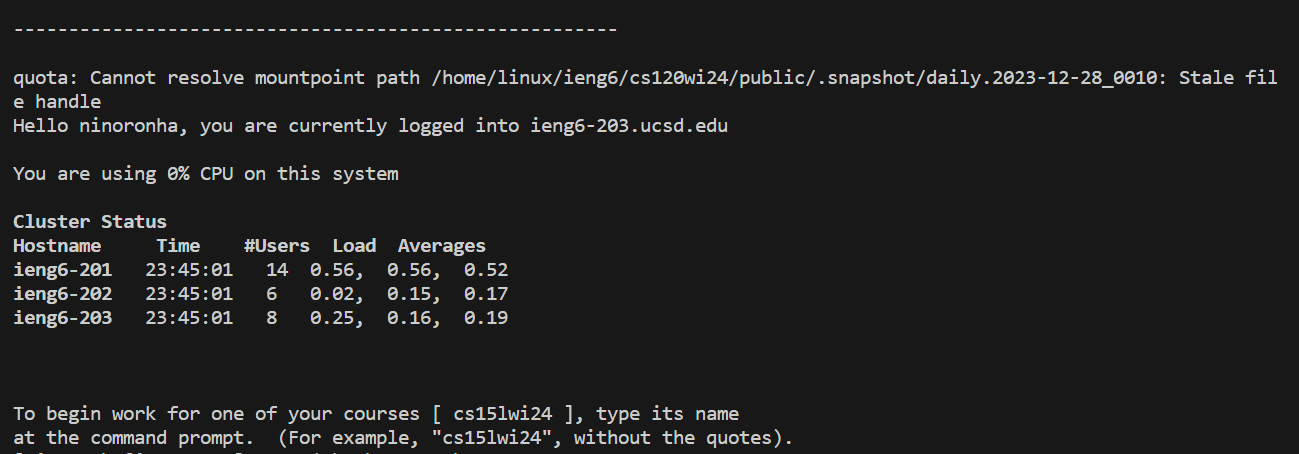 -------------------------------------------------------
quota: Cannot resolve mountpoint path /home/linux/ieng6/cs120wi24/public/.snapshot/daily.2023-12-28_0010: Stale fil
e handle
Hello ninoronha, you are currently logged into ieng6-203.ucsd.edu
You are using 0% CPU on this system
Cluster Status
Hostname     Time    #Users  Load  Averages
ieng6-201   23:45:01   14  0.56,  0.56,  0.52
ieng6-202   23:45:01   6   0.02,  0.15,  0.17
ieng6-203   23:45:01   8   0.25,  0.16,  0.19
To begin work for one of your courses [ cs15lwi24 ], type its name
at the command prompt.  (For example, "cs15lwi24", without the quotes).